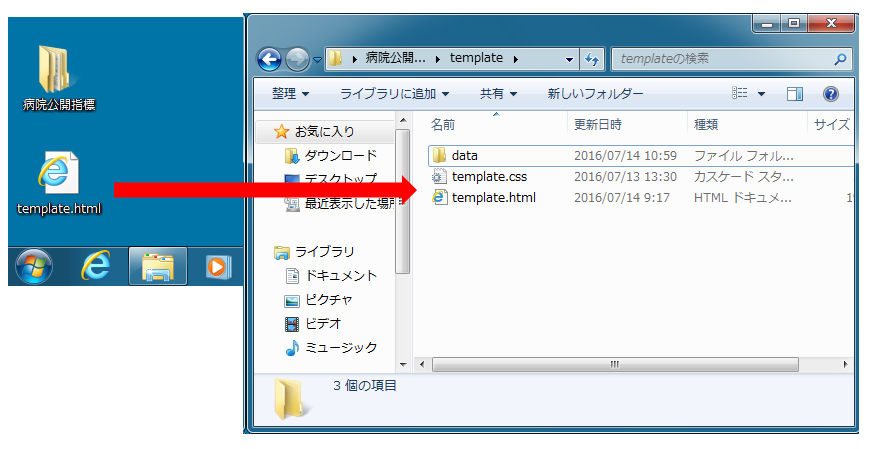 病院公開指標
template.html
病院公開... template
templateの検索
整理 ライブラリに追加 共有 新しいフォルダー
お気に入り
ダウンロード
デスクトップ
最近表示した場所
ライブラリ
ドキュメント
ピクチャ
ビデオ
ミュージック
名前 更新日時 種類 サイズ
data 2016/07/14 10:59 ファイル フォル...
template.css 2016/07/13 13:30 カスケード スタ...
template.html 2016/07/14 9:17 HTML ドキュメ...
3 個の項目